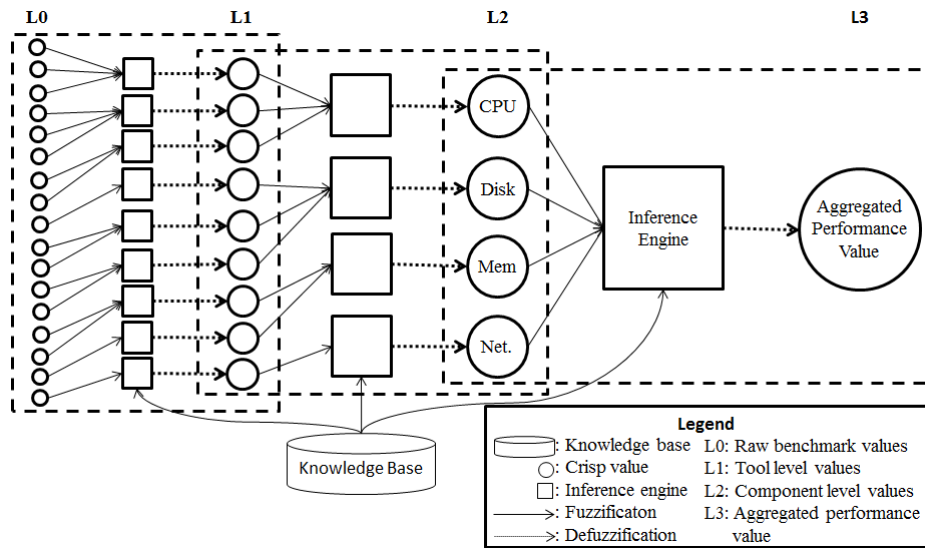 L0 L1 L2 L3
CPU
Disk
Mem
Net.
Inference
Engine
Aggregated
Performance
Value
Knowledge Base
Legend
: Knowledge base L0: Raw benchmark values
: Crisp value L1: Tool level values
: Inference engine L2: Component level values
: Fuzzificaton L3: Aggregated performance
: Defuzzification value